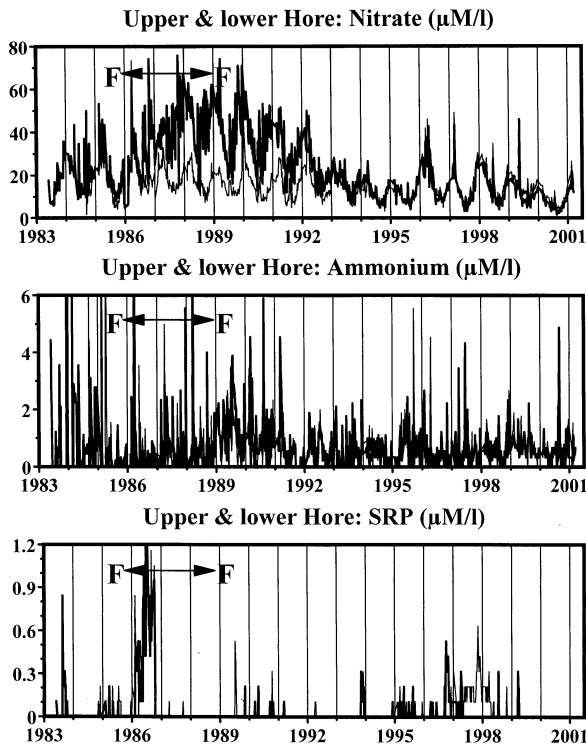 Upper & lower Hore: Nitrate (µM/l)
80
60
40
20
0
F F
1983 1986 1989 1992 1995 1998 2001
Upper & lower Hore: Ammonium (µM/l)
6
4
2
0
F F
1983 1986 1989 1992 1995 1998 2001
Upper & lower Hore: SRP (µM/l)
1.2
0.9
0.6
0.3
0
F F
1983 1986 1989 1992 1995 1998 2001